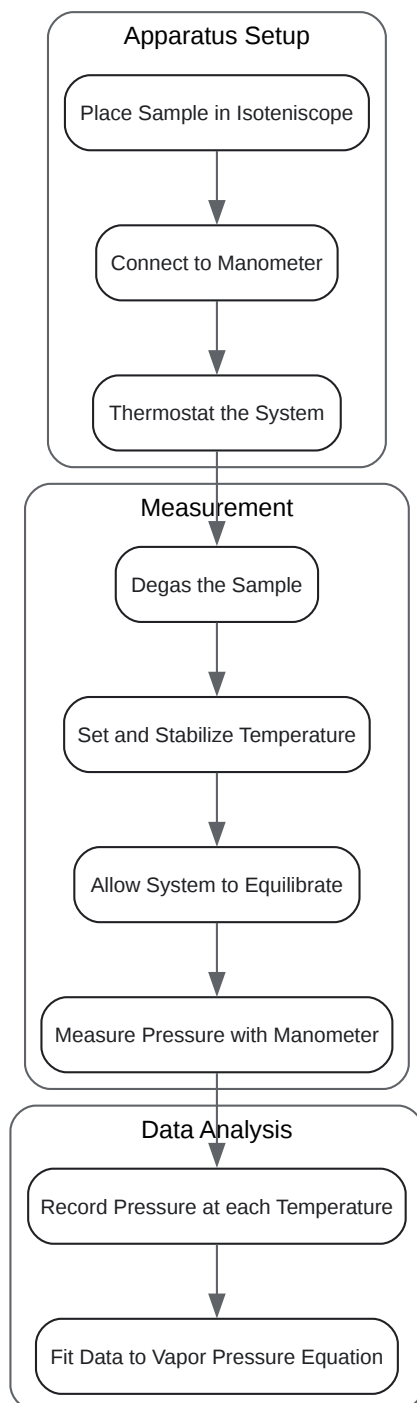 Apparatus Setup
Place Sample in Isoteniscope
Connect to Manometer
Thermostat the System
Measurement
Degas the Sample
Set and Stabilize Temperature
Allow System to Equilibrate
Measure Pressure with Manometer
Data Analysis
Record Pressure at each Temperature
Fit Data to Vapor Pressure Equation